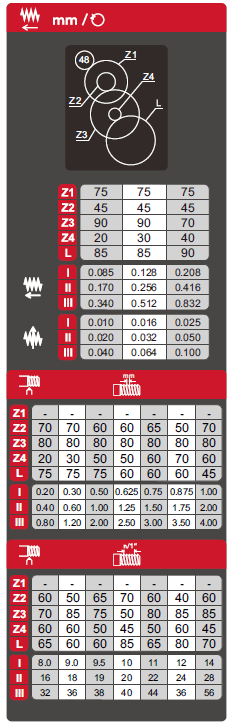 mm /
48
Z1
Z4
Z2
L
Z3
Z1 75 75 75
Z2 45 45 45
Z3 90 90 70
Z4 20 30 40
L 85 85 90
I 0.085 0.128 0.208
II 0.170 0.256 0.416
III 0.340 0.512 0.832
I 0.010 0.016 0.025
II 0.020 0.032 0.050
III 0.040 0.064 0.100
mm
Z1 - - - - - - -
Z2 70 70 60 60 65 50 70
Z3 80 80 80 80 80 80 80
Z4 20 30 50 50 60 70 60
L 75 75 75 60 60 60 45
I 0.20 0.30 0.50 0.625 0.75 0.875 1.00
II 0.40 0.60 1.00 1.25 1.50 1.75 2.00
III 0.80 1.20 2.00 2.50 3.00 3.50 4.00
n/1"
Z1 - - - - - - -
Z2 60 50 65 70 60 40 60
Z3 70 85 75 50 80 85 85
Z4 60 60 50 45 50 60 45
L 65 60 60 85 65 80 70
I 8.0 9.0 9.5 10 11 12 14
II 16 18 19 20 22 24 28
III 32 36 38 40 44 36 56